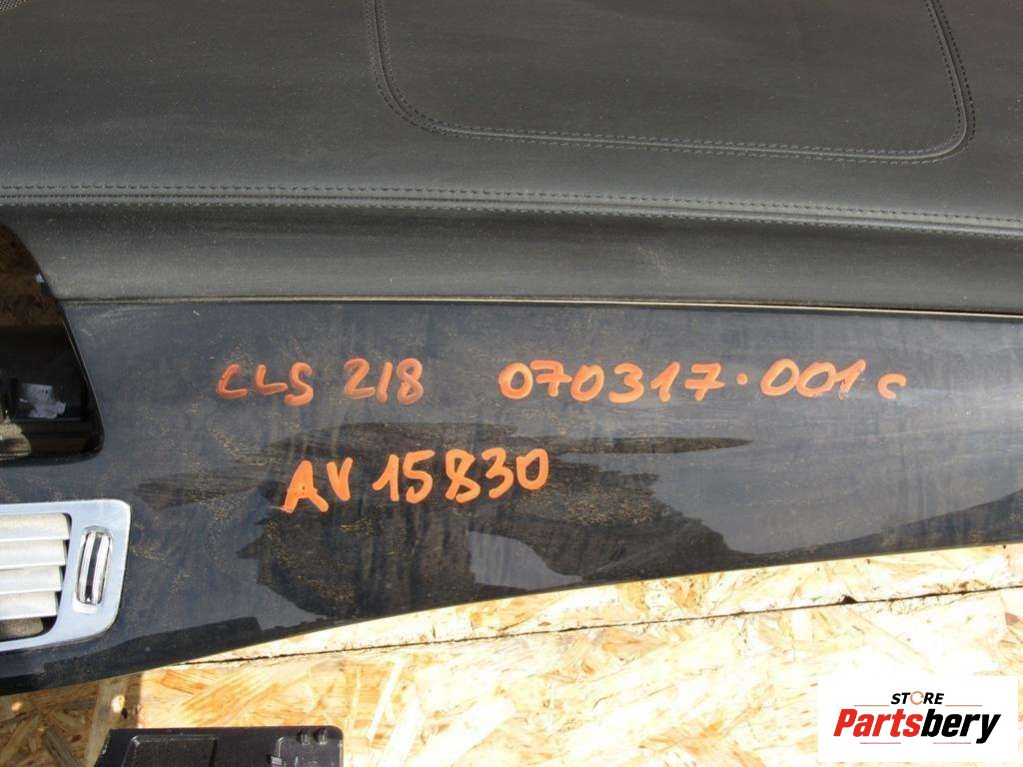 CLS 218 070317.001c
AV 15830
STORE
Partsbery